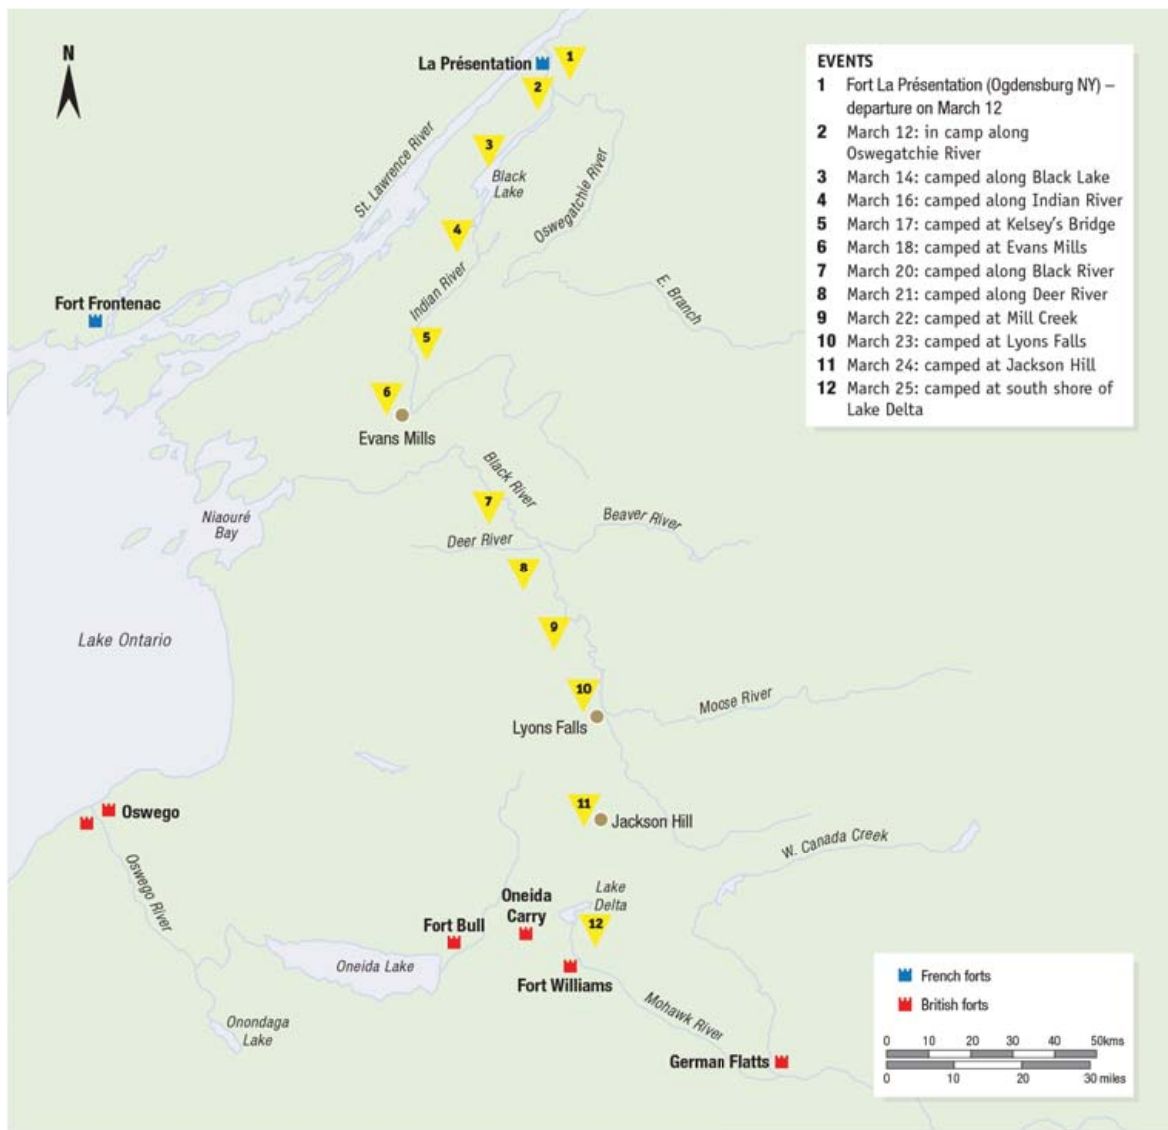 N
La Présentation
1
2
3
Black
Lake
St. Lawrence River
Oswegatchie River
4
Indian River
E. Branch
Fort Frontenac
5
6
Evans Mills
Black River
7
Niaouré
Bay
Deer River
Beaver River
8
9
Lake Ontario
10
Moose River
Lyons Falls
11
Jackson Hill
Oswego
W. Canada Creek
Oswego River
Lake
Delta
Oneida
Carry
Fort Bull
12
Oneida Lake
Fort Williams
Mohawk River
Onondaga
Lake
German Flatts
EVENTS
1 Fort La Présentation (Ogdensburg NY) –
departure on March 12
2 March 12: in camp along
Oswegatchie River
3 March 14: camped along Black Lake
4 March 16: camped along Indian River
5 March 17: camped at Kelsey's Bridge
6 March 18: camped at Evans Mills
7 March 20: camped along Black River
8 March 21: camped along Deer River
9 March 22: camped at Mill Creek
10 March 23: camped at Lyons Falls
11 March 24: camped at Jackson Hill
12 March 25: camped at south shore of
Lake Delta
French forts
British forts
0 10 20 30 40 50kms
0 10 20 30 miles